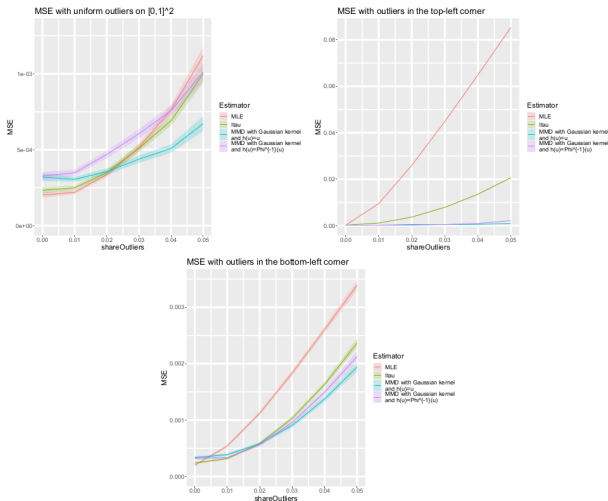 MSE with uniform outliers on [0,1]^2
1e-03
5e-04
0e+00
MSE
0.00 0.01 0.02 0.03 0.04 0.05
shareOutliers
Estimator
MLE
Itau
MMD with Gaussian kernel
and h(u)=u
MMD with Gaussian kernel
and h(u)=Phi^{-1}(u)
MSE with outliers in the top-left corner
0.08
0.06
0.04
0.02
0.00
MSE
0.00 0.01 0.02 0.03 0.04 0.05
shareOutliers
Estimator
MLE
Itau
MMD with Gaussian kernel
and h(u)=u
MMD with Gaussian kernel
and h(u)=Phi^{-1}(u)
MSE with outliers in the bottom-left corner
0.003
0.002
0.001
0.000
MSE
0.00 0.01 0.02 0.03 0.04 0.05
shareOutliers
Estimator
MLE
Itau
MMD with Gaussian kernel
and h(u)=u
MMD with Gaussian kernel
and h(u)=Phi^{-1}(u)